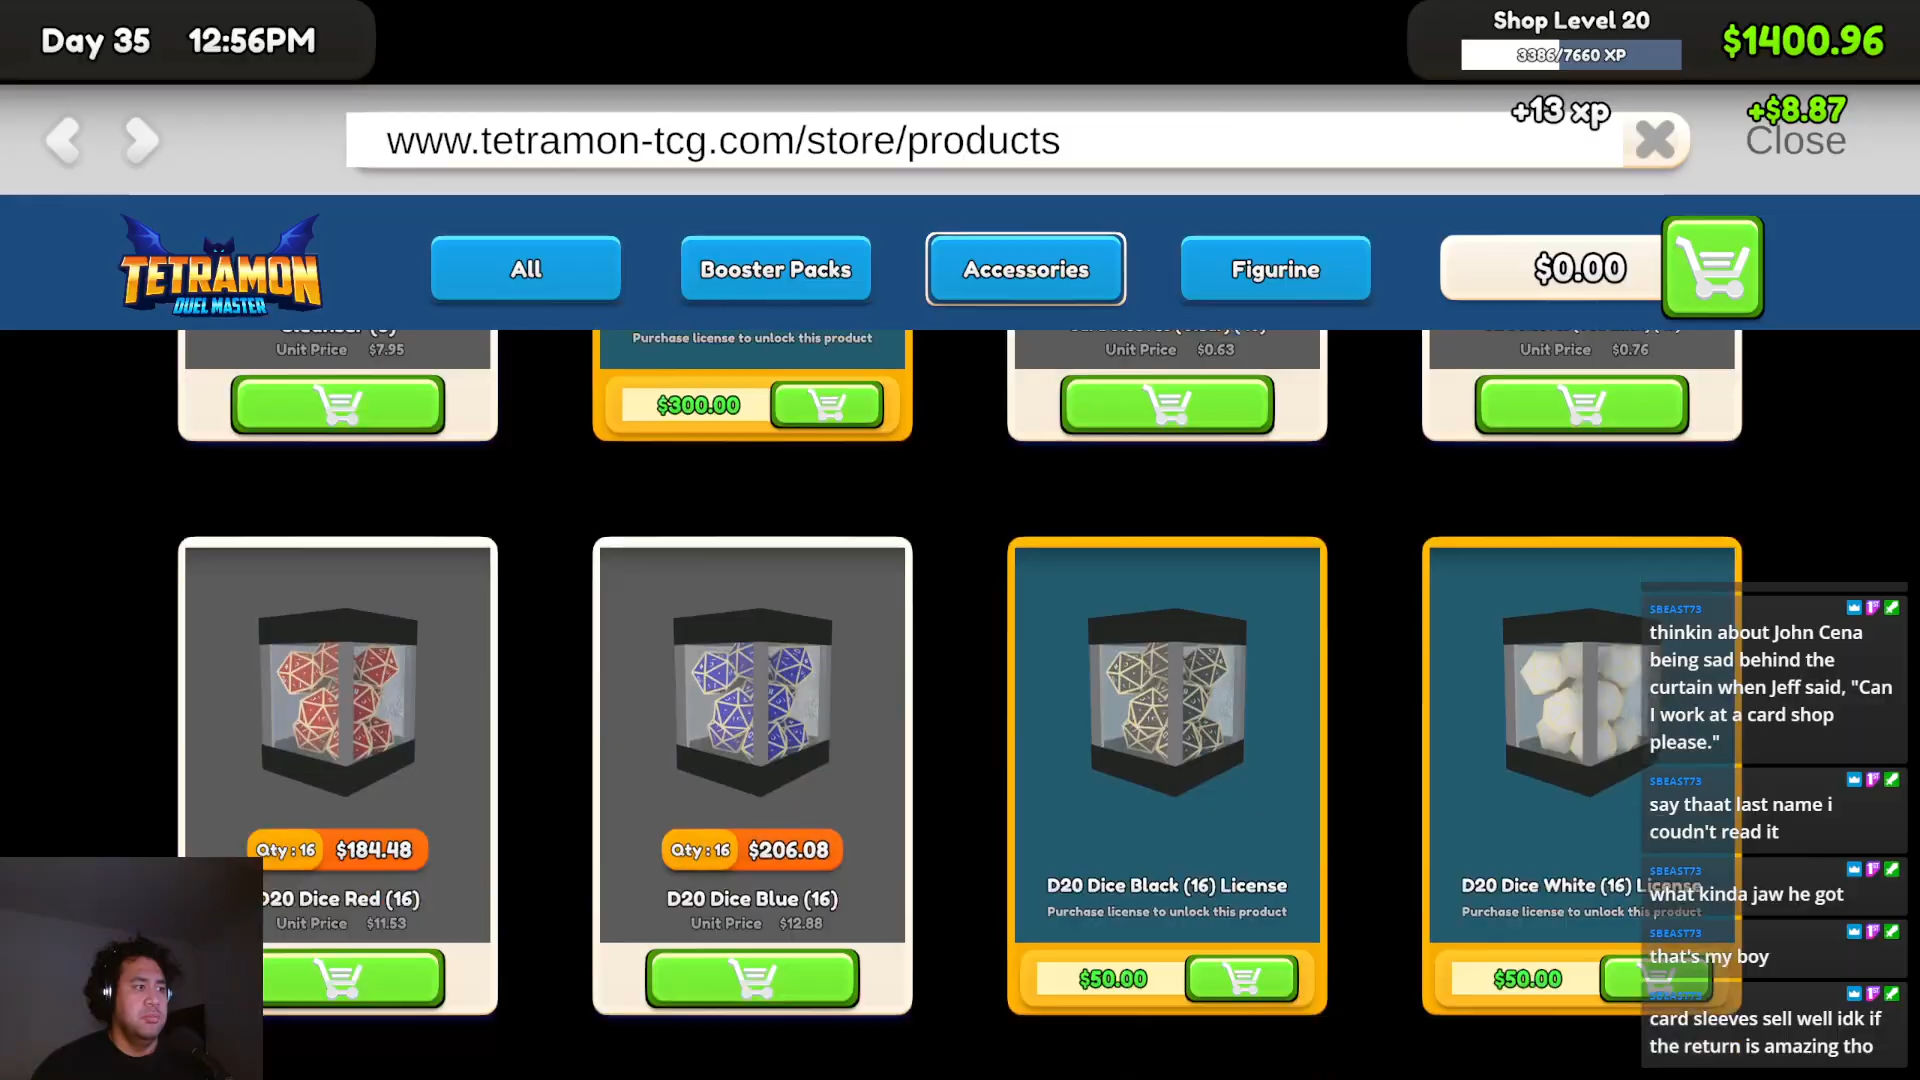 Day 35 12:56PM
Shop Level 20
3386/7660 XP
$1400.96
+13 xp
+$8.87
www.tetramon-tcg.com/store/products
Close
TETRAMON
DUEL MASTER
All
Booster Packs
Accessories
Figurine
$0.00
Unit Price $7.95
Purchase license to unlock this product
$300.00
Unit Price $0.63
Unit Price $0.76
Qty: 16 $184.48
D20 Dice Red (16)
Unit Price $11.53
Qty: 16 $206.08
D20 Dice Blue (16)
Unit Price $12.88
D20 Dice Black (16) License
Purchase license to unlock this product
$50.00
D20 Dice White (16) License
Purchase license to unlock this product
$50.00
SBEAST73
thinkin about John Cena
being sad behind the
curtain when Jeff said, "Can
I work at a card shop
please."
SBEAST73
say thaat last name i
coudn't read it
SBEAST73
what kinda jaw he got
SBEAST73
that's my boy
SBEAST73
card sleeves sell well idk if
the return is amazing tho